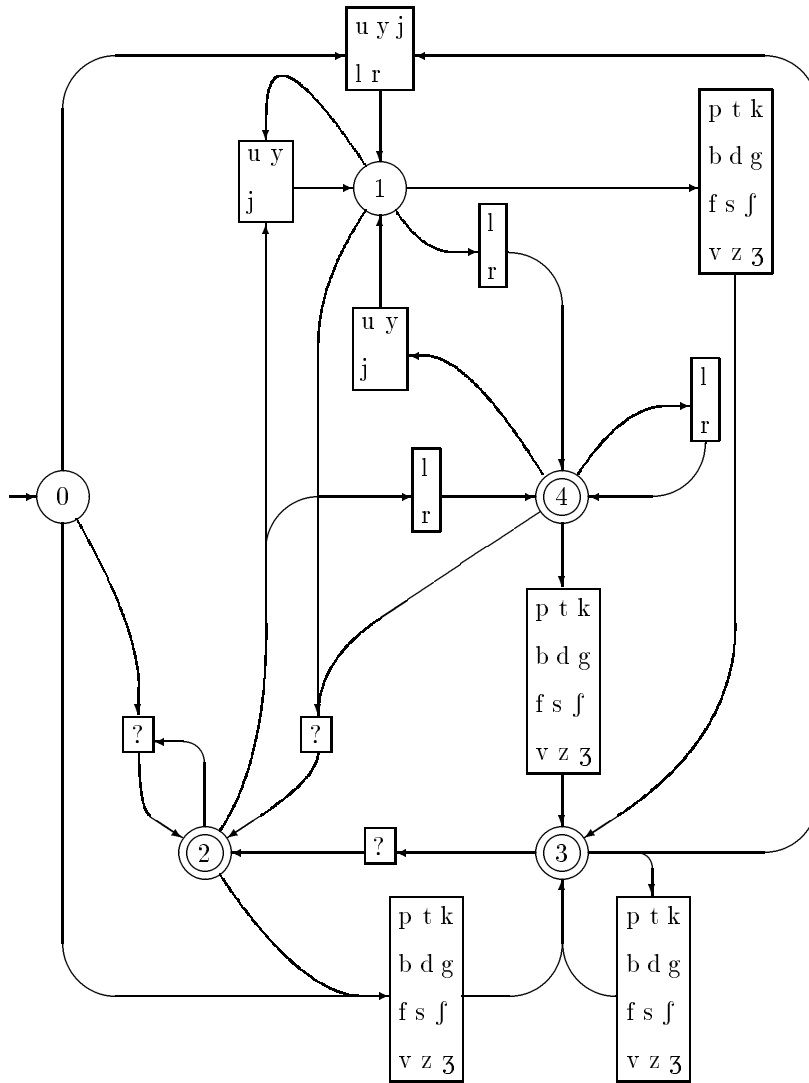 u y j
l r
u y
j
1
p t k
b d g
f s ʃ
v z ʒ
l
r
u y
j
l
r
l
r
0
4
p t k
b d g
f s ʃ
v z ʒ
?
?
2
?
3
p t k
b d g
f s ʃ
v z ʒ
p t k
b d g
f s ʃ
v z ʒ